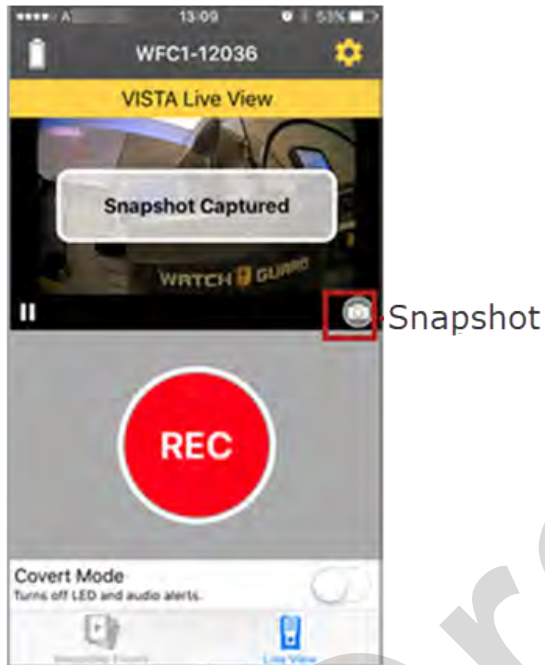 A 13:09 53%
WFC1-12036
VISTA Live View
Snapshot Captured
WATCH GUARD
Snapshot
REC
Covert Mode
Turns off LED and audio alerts.
Live View